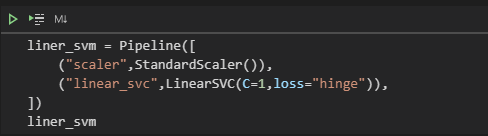 M↓
liner_svm = Pipeline([
    ("scaler",StandardScaler()),
    ("linear_svc",LinearSVC(C=1,loss="hinge")),
])
liner_svm